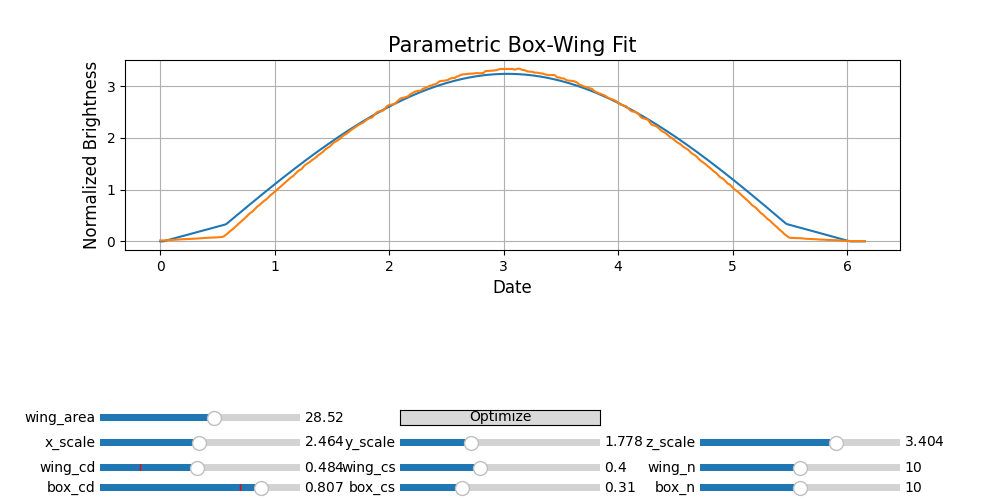 Parametric Box-Wing Fit
Normalized Brightness
3
2
1
0
0 1 2 3 4 5 6
Date
wing_area 28.52 Optimize
x_scale 2.464 y_scale 1.778 z_scale 3.404
wing_cd 0.484 wing_cs 0.4 wing_n 10
box_cd 0.807 box_cs 0.31 box_n 10